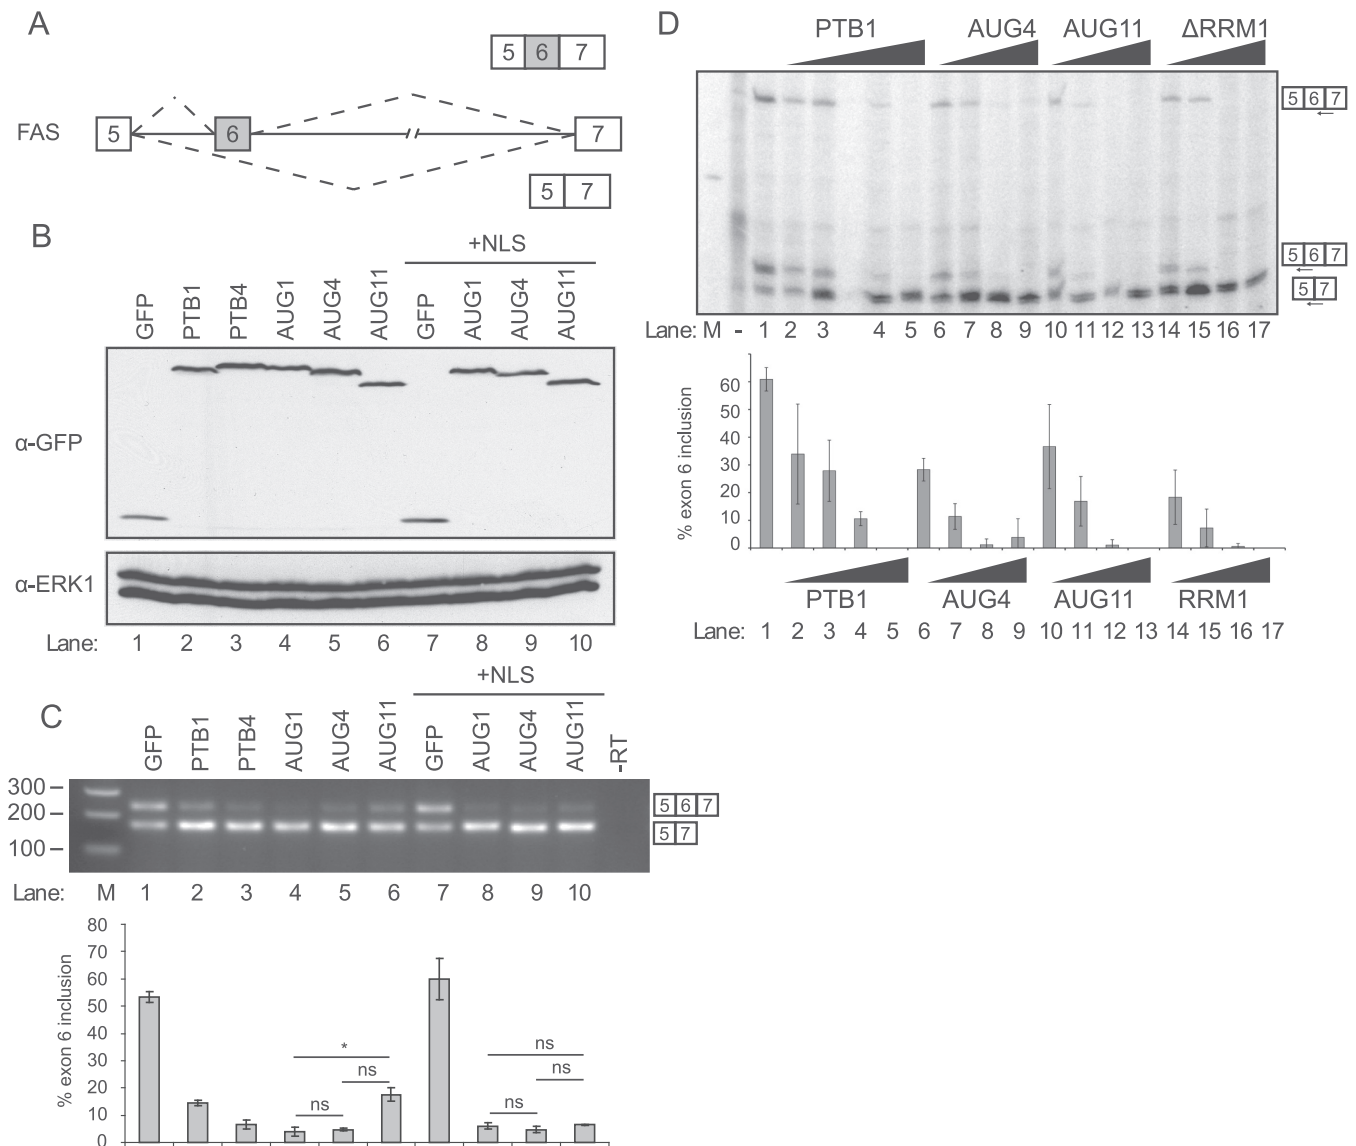 A
5 6 7
FAS
5 6 7
5 7
B
+NLS
GFP PTB1 PTB4 AUG1 AUG4 AUG11 GFP AUG1 AUG4 AUG11
α-GFP
α-ERK1
Lane: 1 2 3 4 5 6 7 8 9 10
C
+NLS
GFP PTB1 PTB4 AUG1 AUG4 AUG11 GFP AUG1 AUG4 AUG11 -RT
300
200
100
5 6 7
5 7
Lane: M 1 2 3 4 5 6 7 8 9 10
% exon 6 inclusion
80
70
60
50
40
30
20
10
0
*
ns
ns
ns
ns
ns
D
PTB1 AUG4 AUG11 ΔRRM1
5 6 7
5 6 7
5 7
Lane: M - 1 2 3 4 5 6 7 8 9 10 11 12 13 14 15 16 17
% exon 6 inclusion
60
50
40
30
20
10
0
PTB1 AUG4 AUG11 RRM1
Lane: 1 2 3 4 5 6 7 8 9 10 11 12 13 14 15 16 17